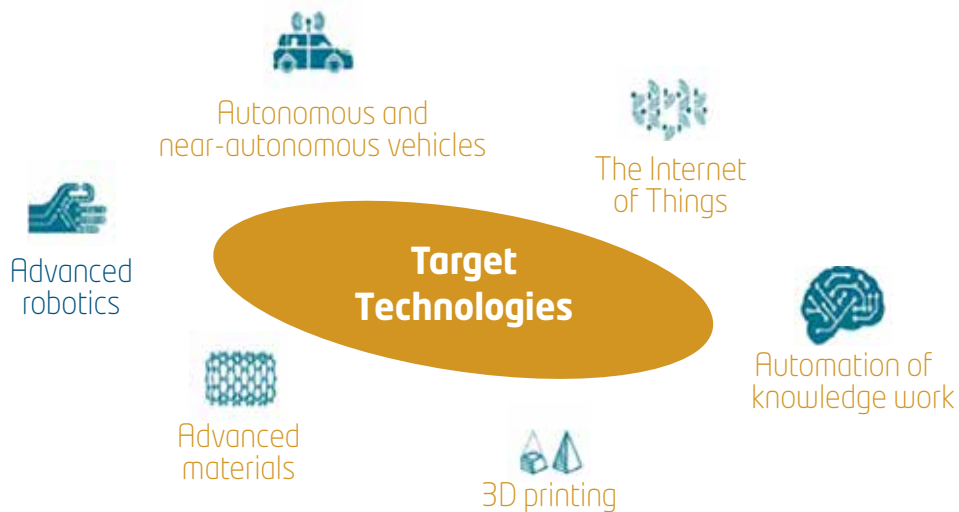 Autonomous and
near-autonomous vehicles
The Internet
of Things
Advanced
robotics
Target
Technologies
Automation of
knowledge work
Advanced
materials
3D printing